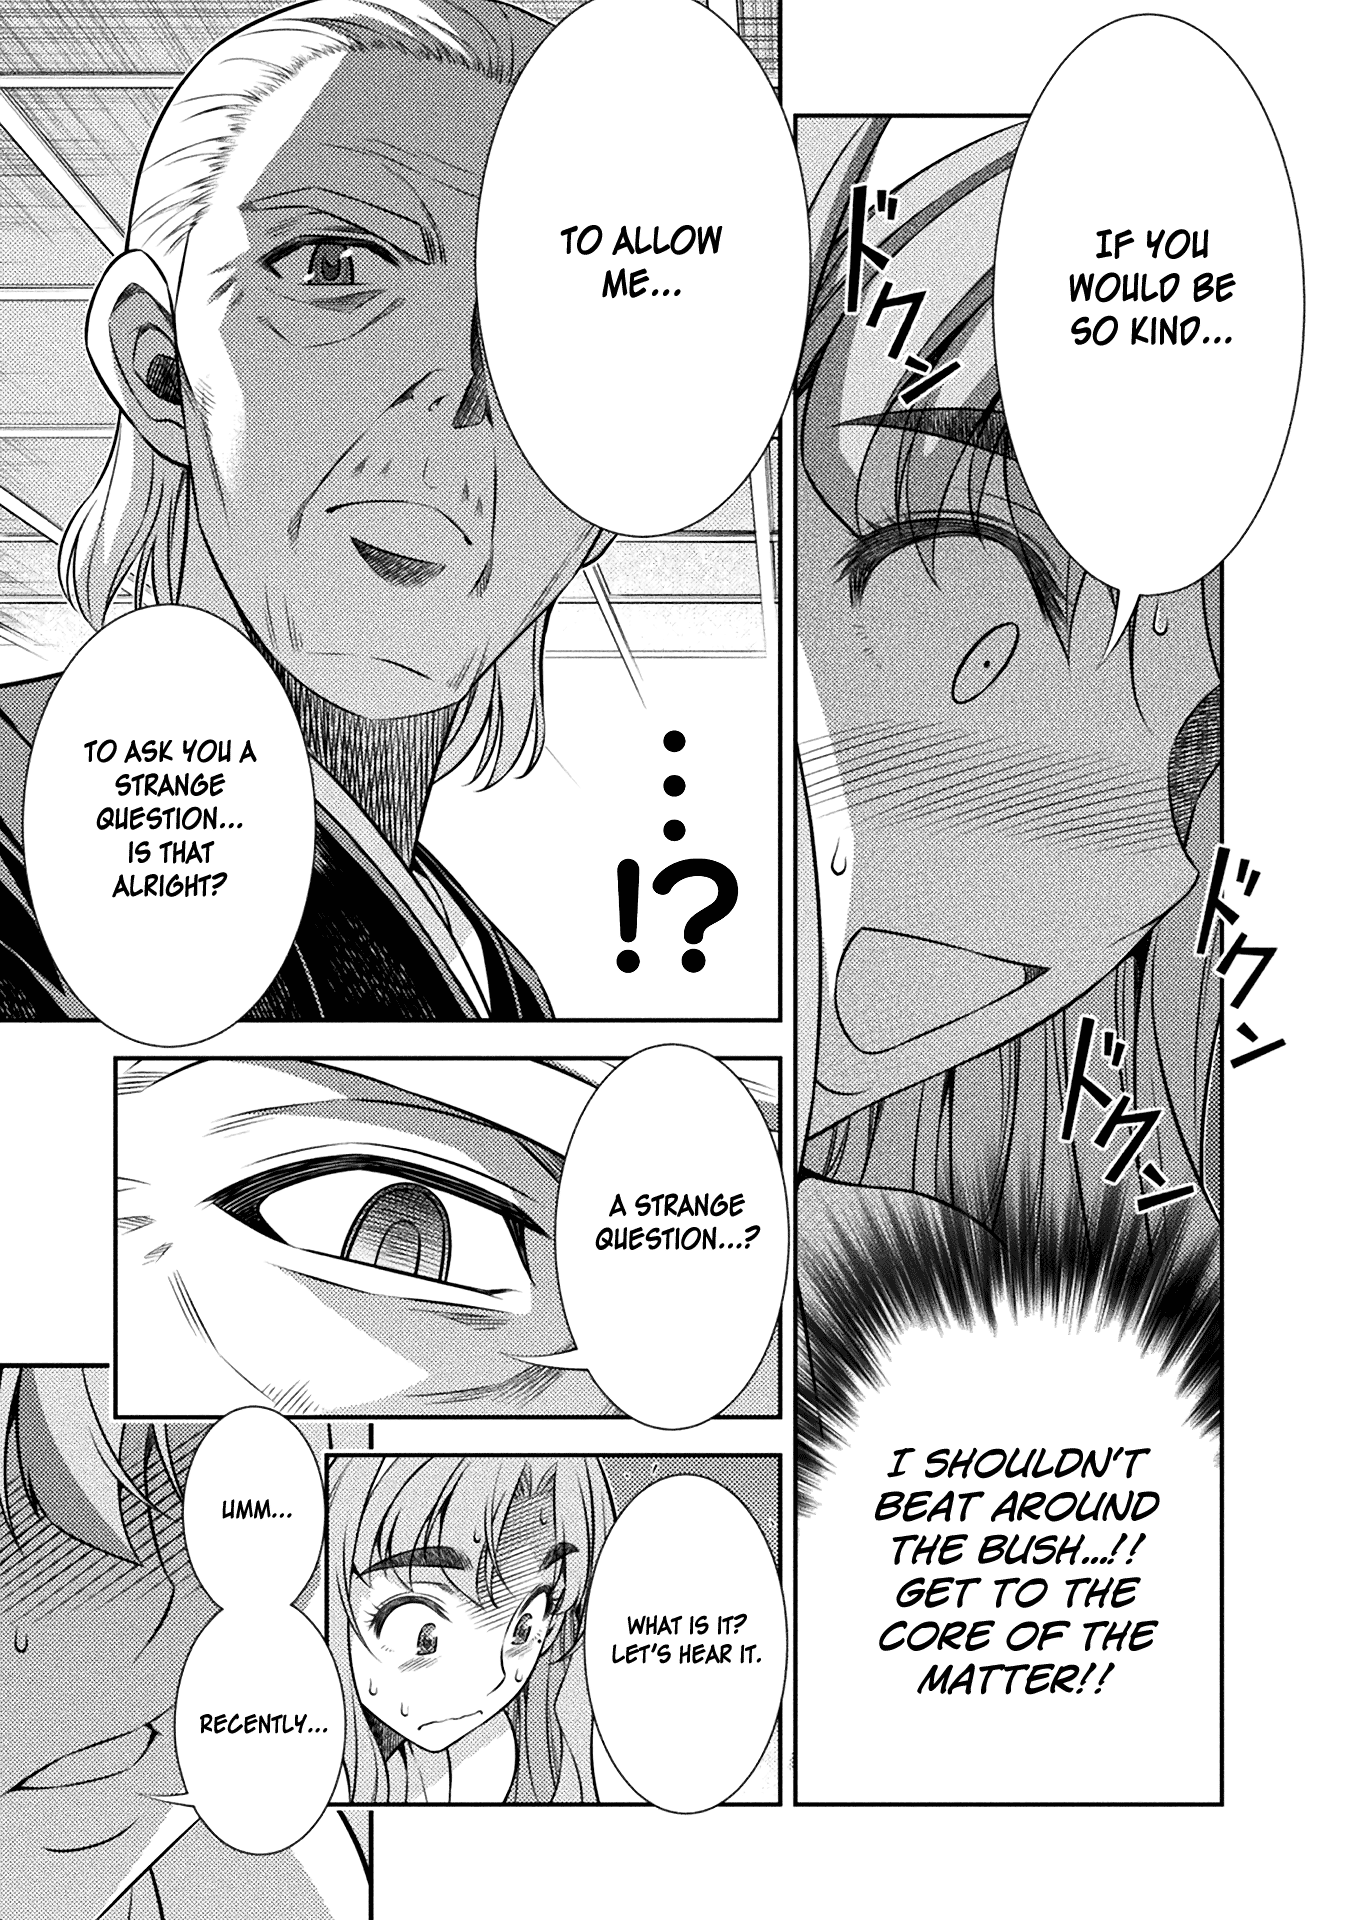 IF YOU
WOULD BE
SO KIND...
ドクン
ドクン
ドクン
I SHOULDN'T
BEAT AROUND
THE BUSH...!!
GET TO THE
CORE OF THE
MATTER!!
TO ALLOW
ME...
TO ASK YOU A
STRANGE
QUESTION...
IS THAT
ALRIGHT?
...!?
A STRANGE
QUESTION...?
WHAT IS IT?
LET'S HEAR IT.
UMM...
RECENTLY...